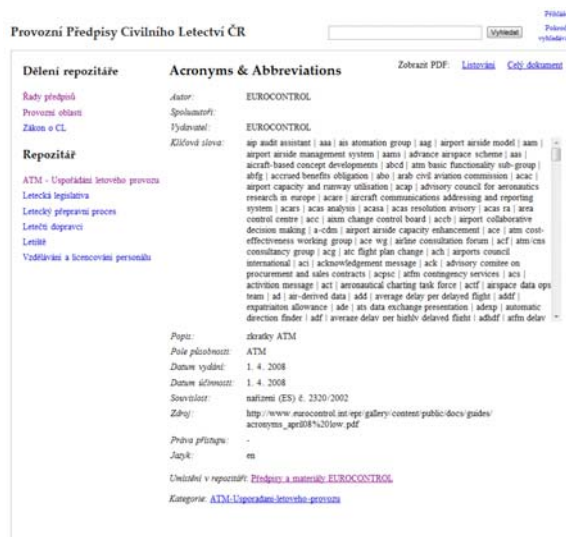 Provozní Předpisy Civilního Letectví ČR
Vyhledat
Dělení repozitáře
Řady předpisů
Provozní oblasti
Zákon o CL
Repozitář
ATM - Uspořádání letového provozu
Letecká legislativa
Letecký přepravní proces
Letečtí dopravci
Letiště
Vzdělávání a licencování personálu
Acronyms & Abbreviations
Zobrazit PDF: Listování Celý dokument
Autor: EUROCONTROL
Spoluautoři:
Vydavatel: EUROCONTROL
Klíčová slova: asp audit assistant | aaa | ais atomation group | aag | airport airside model | aam |
airport airside management system | aams | advance airspace scheme | aas |
aircraft-based concept developments | abcd | atm basic functionality sub-group |
abfg | accrued benefits obligation | abo | arab civil aviation commission | acac |
airport capacity and runway utilisation | acap | advisory council for aeronautics
research in europe | acare | aircraft communications addressing and reporting
system | acars | acas analysis | acasa | acas resolution avisory | acas ra | area
control centre | acc | aixm change control board | accb | airport collaborative
decision making | a-cdm | airport airside capacity enhancement | ace | atm cost-
effectiveness working group | ace wg | airline consultation forum | acf | atm/cns
consultancy group | acg | atc flight plan change | ach | airports council
international | aci | acknowledgement message | ack | advisory comitee on
procurement and sales contracts | acpsc | atfm contingency services | acs |
activition message | act | aeronautical charting task force | actf | airspace data ops
team | ad | air-derived data | add | average delay per delayed flight | addf |
expatriaiton allowance | ade | ats data exchange presentation | adexp | automatic
direction finder | adf | average delay per highly delayed flight | adhdf | atfm delay
Popis: zkratky ATM
Pole působnosti: ATM
Datum vydání: 1. 4. 2008
Datum účinnosti: 1. 4. 2008
Souvislost: nařízení (ES) č. 2320/2002
Zdroj: http://www.eurocontrol.int/epr/gallery/content/public/docs/guides/
acronyms_april08%20low.pdf
Práva přístupu: -
Jazyk: en
Umístění v repozitáři: Předpisy a materiály EUROCONTROL
Kategorie: ATM-Usporadani-letoveho-provozu